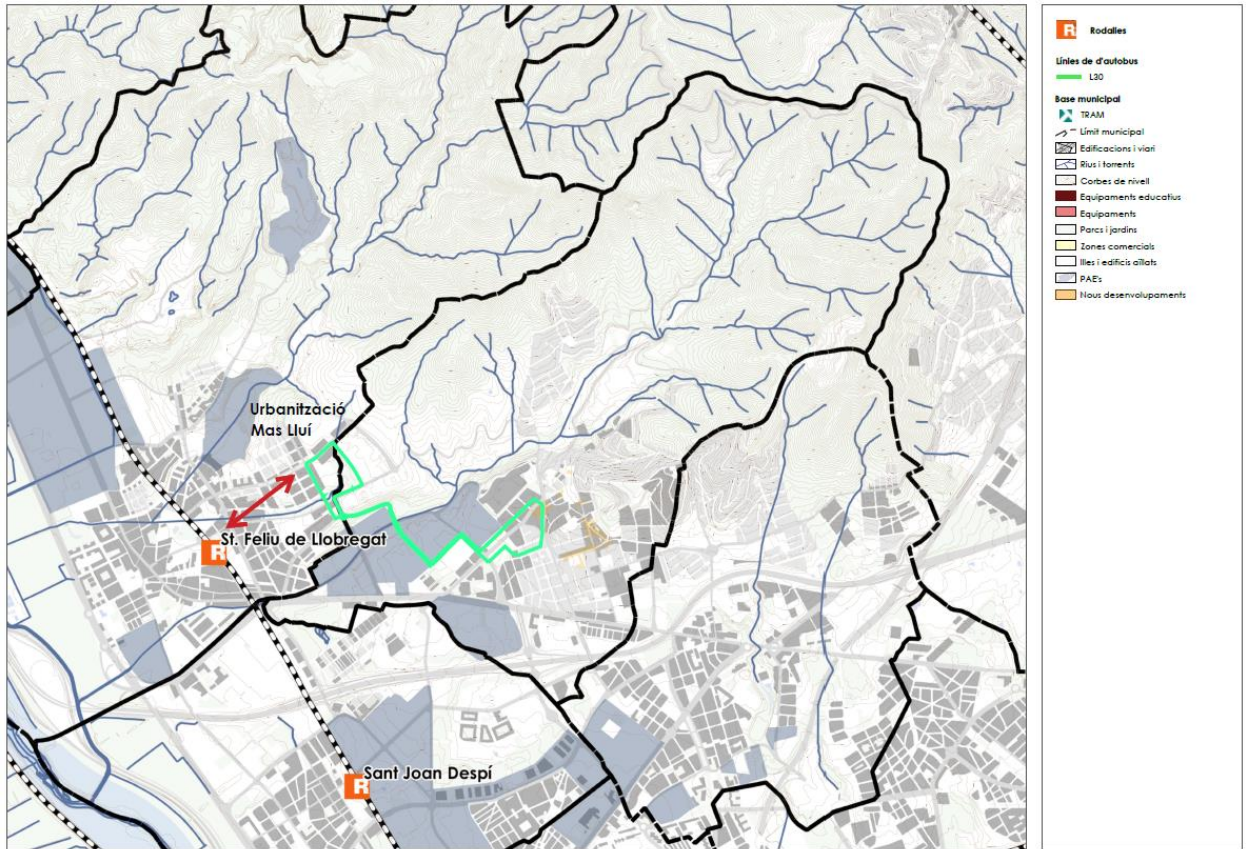 Urbanització
Mas Lluí
St. Feliu de Llobregat
R
Sant Joan Despí
R
R Rodalles
Línies de d'autobus
L30
Base municipal
TRAM
Límit municipal
Edificacions i viari
Rius i torrents
Corbes de nivell
Equipaments educatius
Equipaments
Parcs i jardins
Zones comercials
Illes i edificis aïllats
PAE's
Nous desenvolupaments